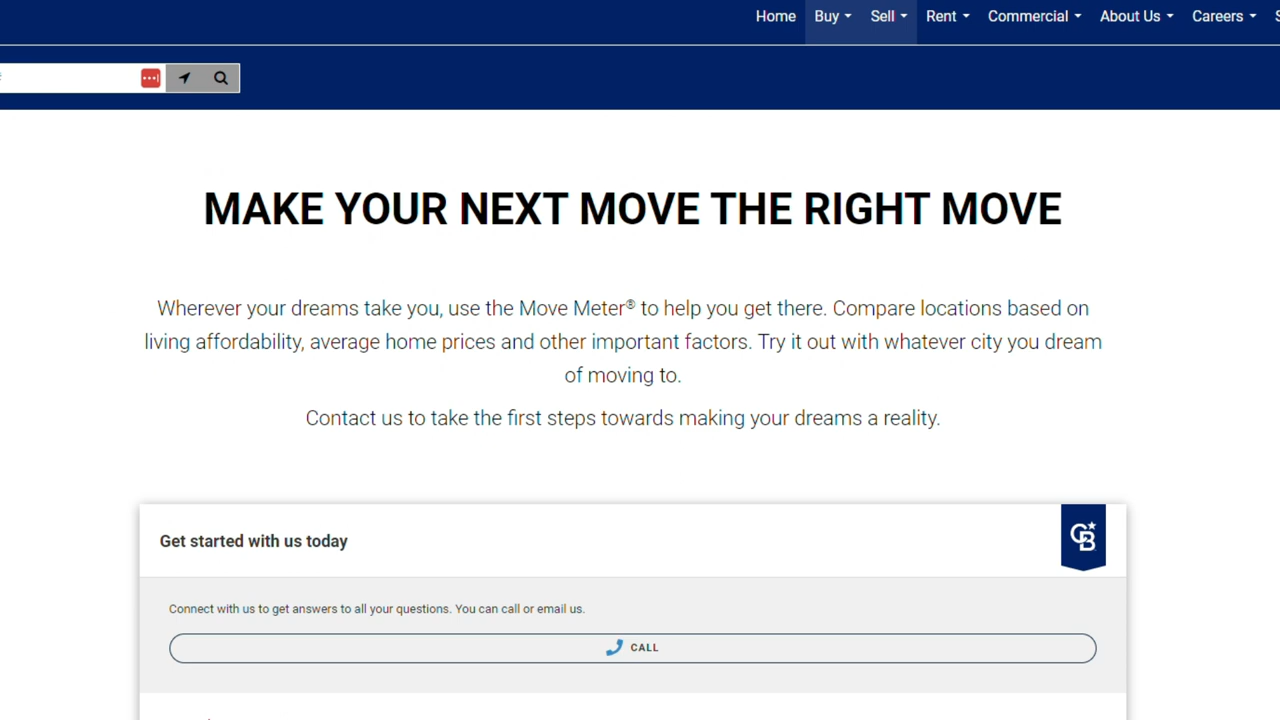 Home Buy Sell Rent Commercial About Us Careers
MAKE YOUR NEXT MOVE THE RIGHT MOVE
Wherever your dreams take you, use the Move Meter® to help you get there. Compare locations based on
living affordability, average home prices and other important factors. Try it out with whatever city you dream
of moving to.
Contact us to take the first steps towards making your dreams a reality.
Get started with us today
CB
Connect with us to get answers to all your questions. You can call or email us.
CALL